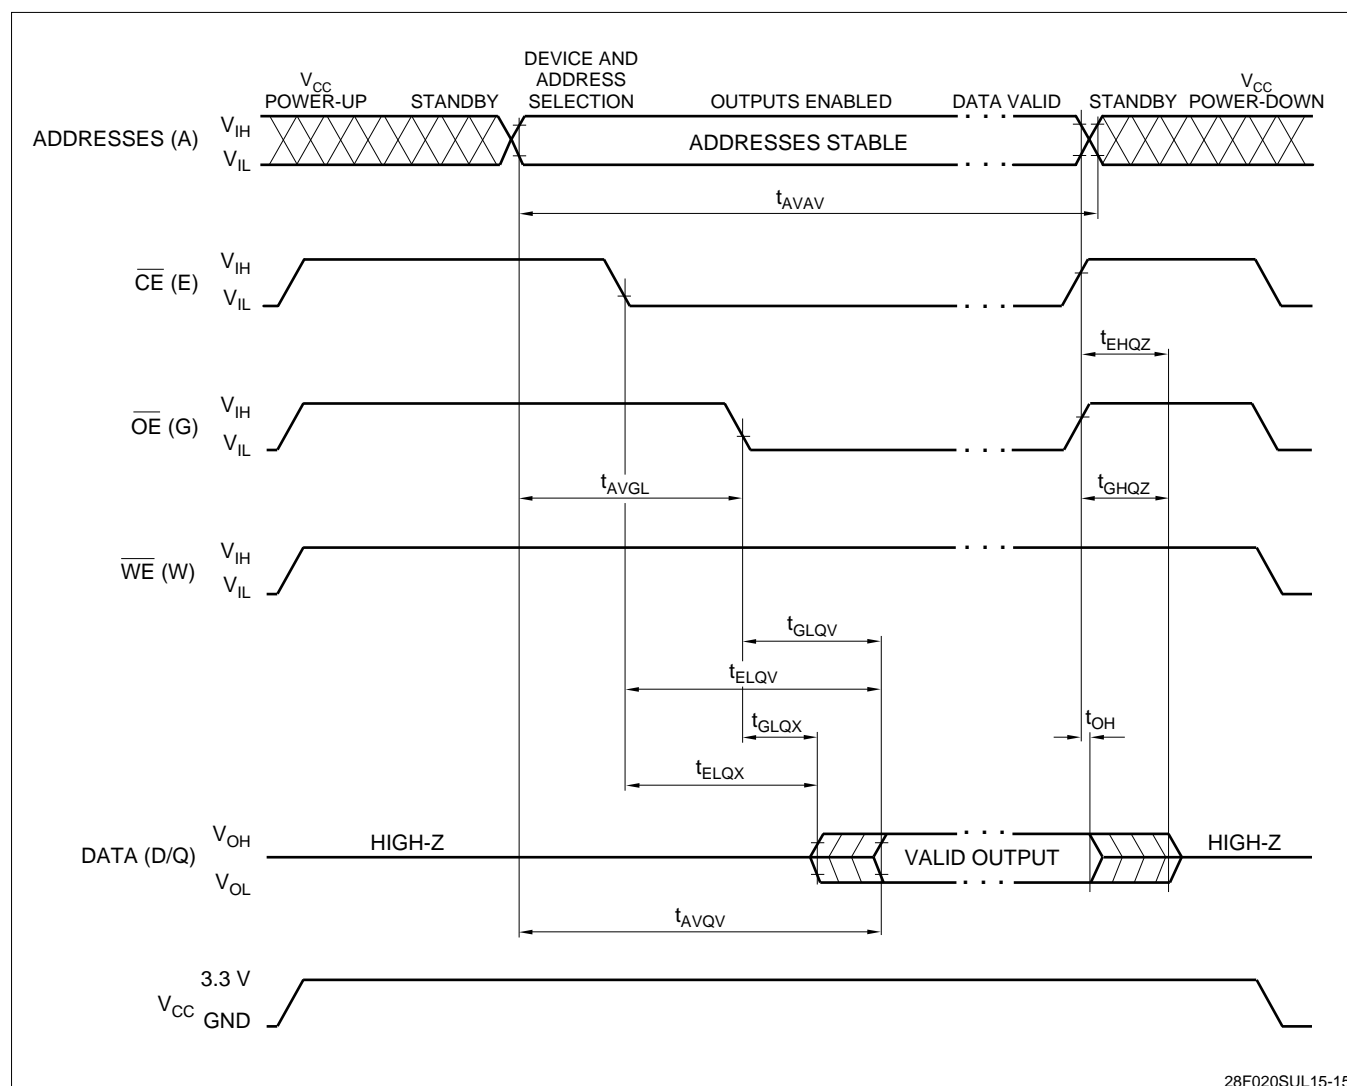 DEVICE AND
ADDRESS
SELECTION
VCC
POWER-UP
STANDBY
OUTPUTS ENABLED
DATA VALID
STANDBY
VCC
POWER-DOWN
ADDRESSES (A)
VIH
VIL
ADDRESSES STABLE
tAVAV
CE (E)
VIH
VIL
tEHQZ
OE (G)
VIH
VIL
tAVGL
tGHQZ
WE (W)
VIH
VIL
tGLQV
tELQV
tGLQX
tOH
tELQX
DATA (D/Q)
VOH
VOL
HIGH-Z
VALID OUTPUT
HIGH-Z
tAVQV
3.3 V
VCC
GND
28F020SUL15-15